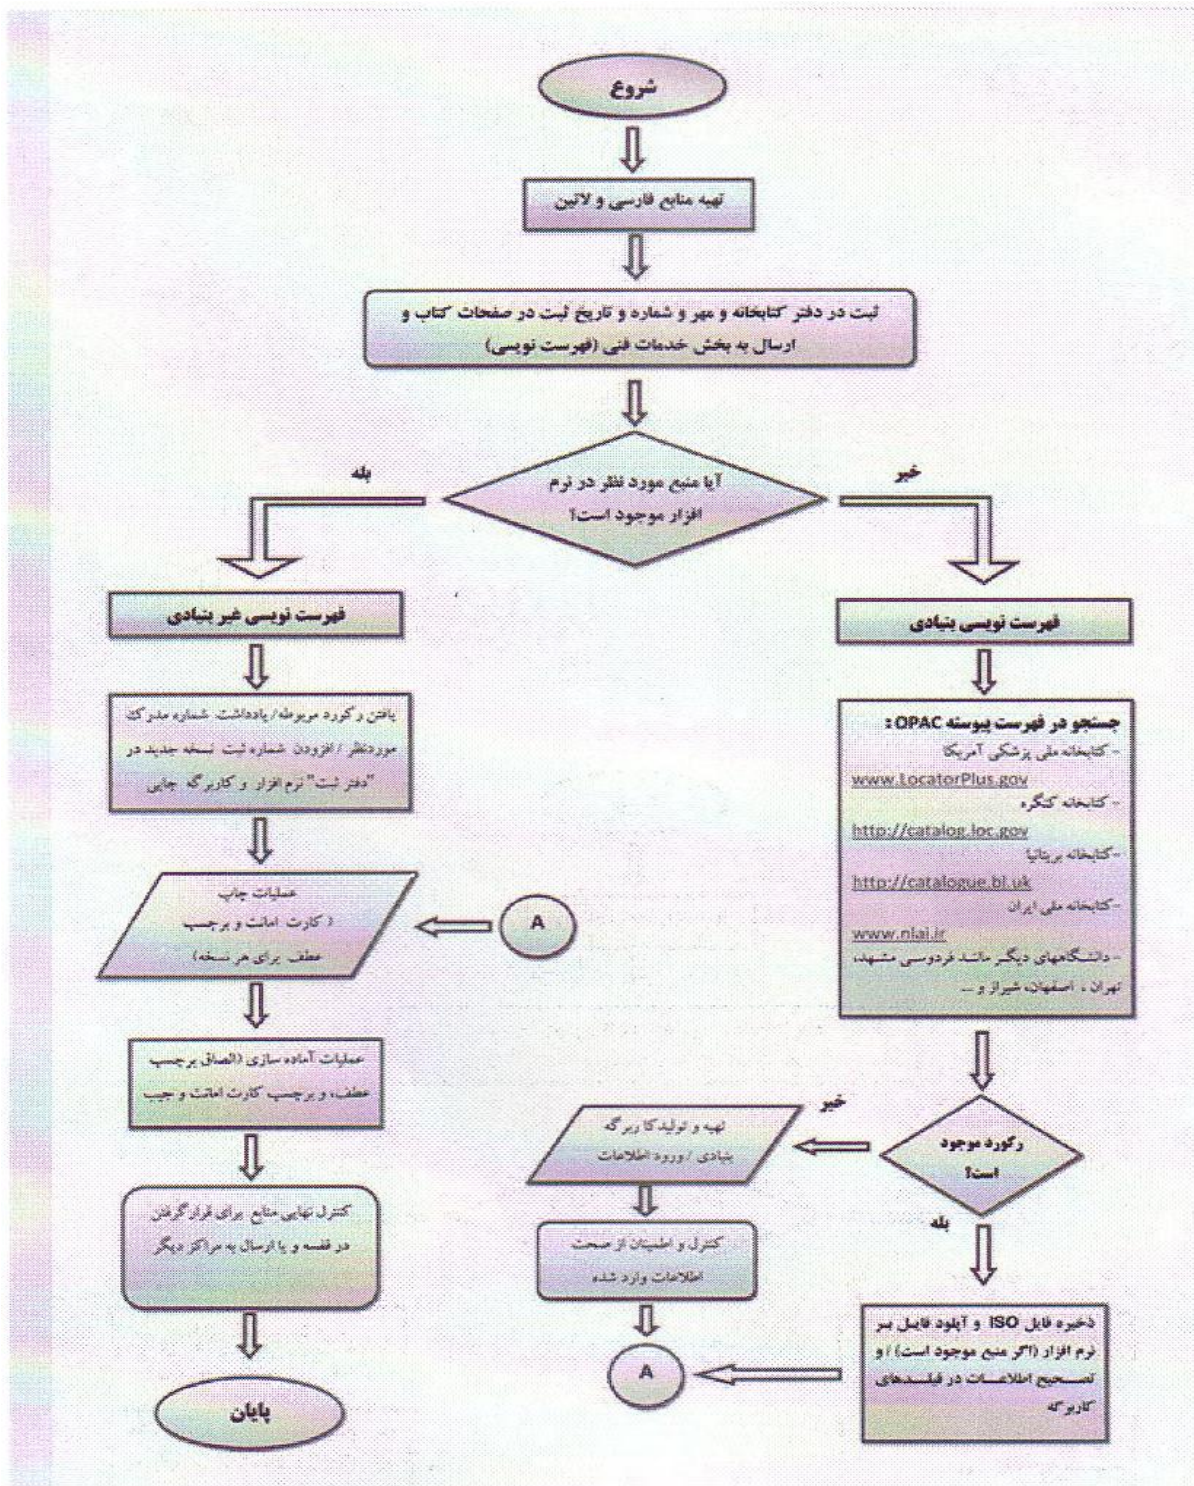 شروع
تهیه منابع فارسی و لاتین
ثبت در دفتر کتابخانه و مهر و شماره و تاریخ ثبت در صفحات کتاب و
ارسال به بخش خدمات فنی (فهرست نویسی)
آیا منبع مورد نظر در نرم
افزار موجود است؟
خیر
بله
فهرست نویسی بنیادی
جستجو در فهرست پیوسته OPAC :
- کتابخانه ملی پزشکی آمریکا
www.LocatorPlus.gov
- کتابخانه کنگره
http://catalog.loc.gov
-کتابخانه بریتانیا
http://catalogue.bl.uk
-کتابخانه ملی ایران
www.nlai.ir
- دانشگاههای دیگر مانند فردوسی مشهد،
تهران ، اصفهان، شیراز و ...
رکورد موجود
است؟
خیر
بله
تهیه و تولیدکا ربرگه
بنیادی / ورود اطلاعات
کنترل و اطمینان از صحت
اطلاعات وارد شده
ذخیره فایل ISO و آپلود فایل بر
نرم افزار (اگر منبع موجود است) / و
تصحیح اطلاعات در فیلدهای
کاربرگه
A
فهرست نویسی غیر بنیادی
یافتن رکورد مربوطه/ یادداشت شماره مدرک
موردنظر / افزودن شماره ثبت نسخه جدید در
"دفتر ثبت" نرم افزار و کاربرگه چاپی
عملیات چاپ
( کارت امانت و برچسب
عطف برای هر نسخه)
A
عملیات آماده سازی (الصاق برچسب
عطف، و برچسب کارت امانت و جیب
کنترل نهایی منابع برای قرارگرفتن
در قفسه و یا ارسال به مراکز دیگر
پایان